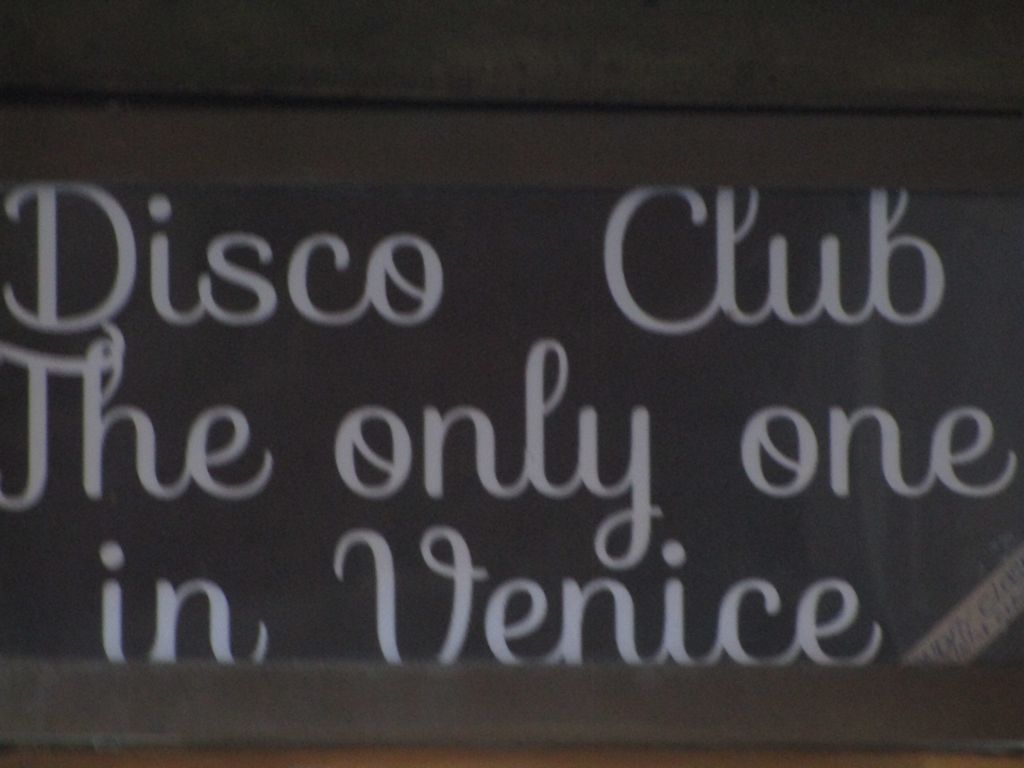 Disco Club
The only one
in Venice